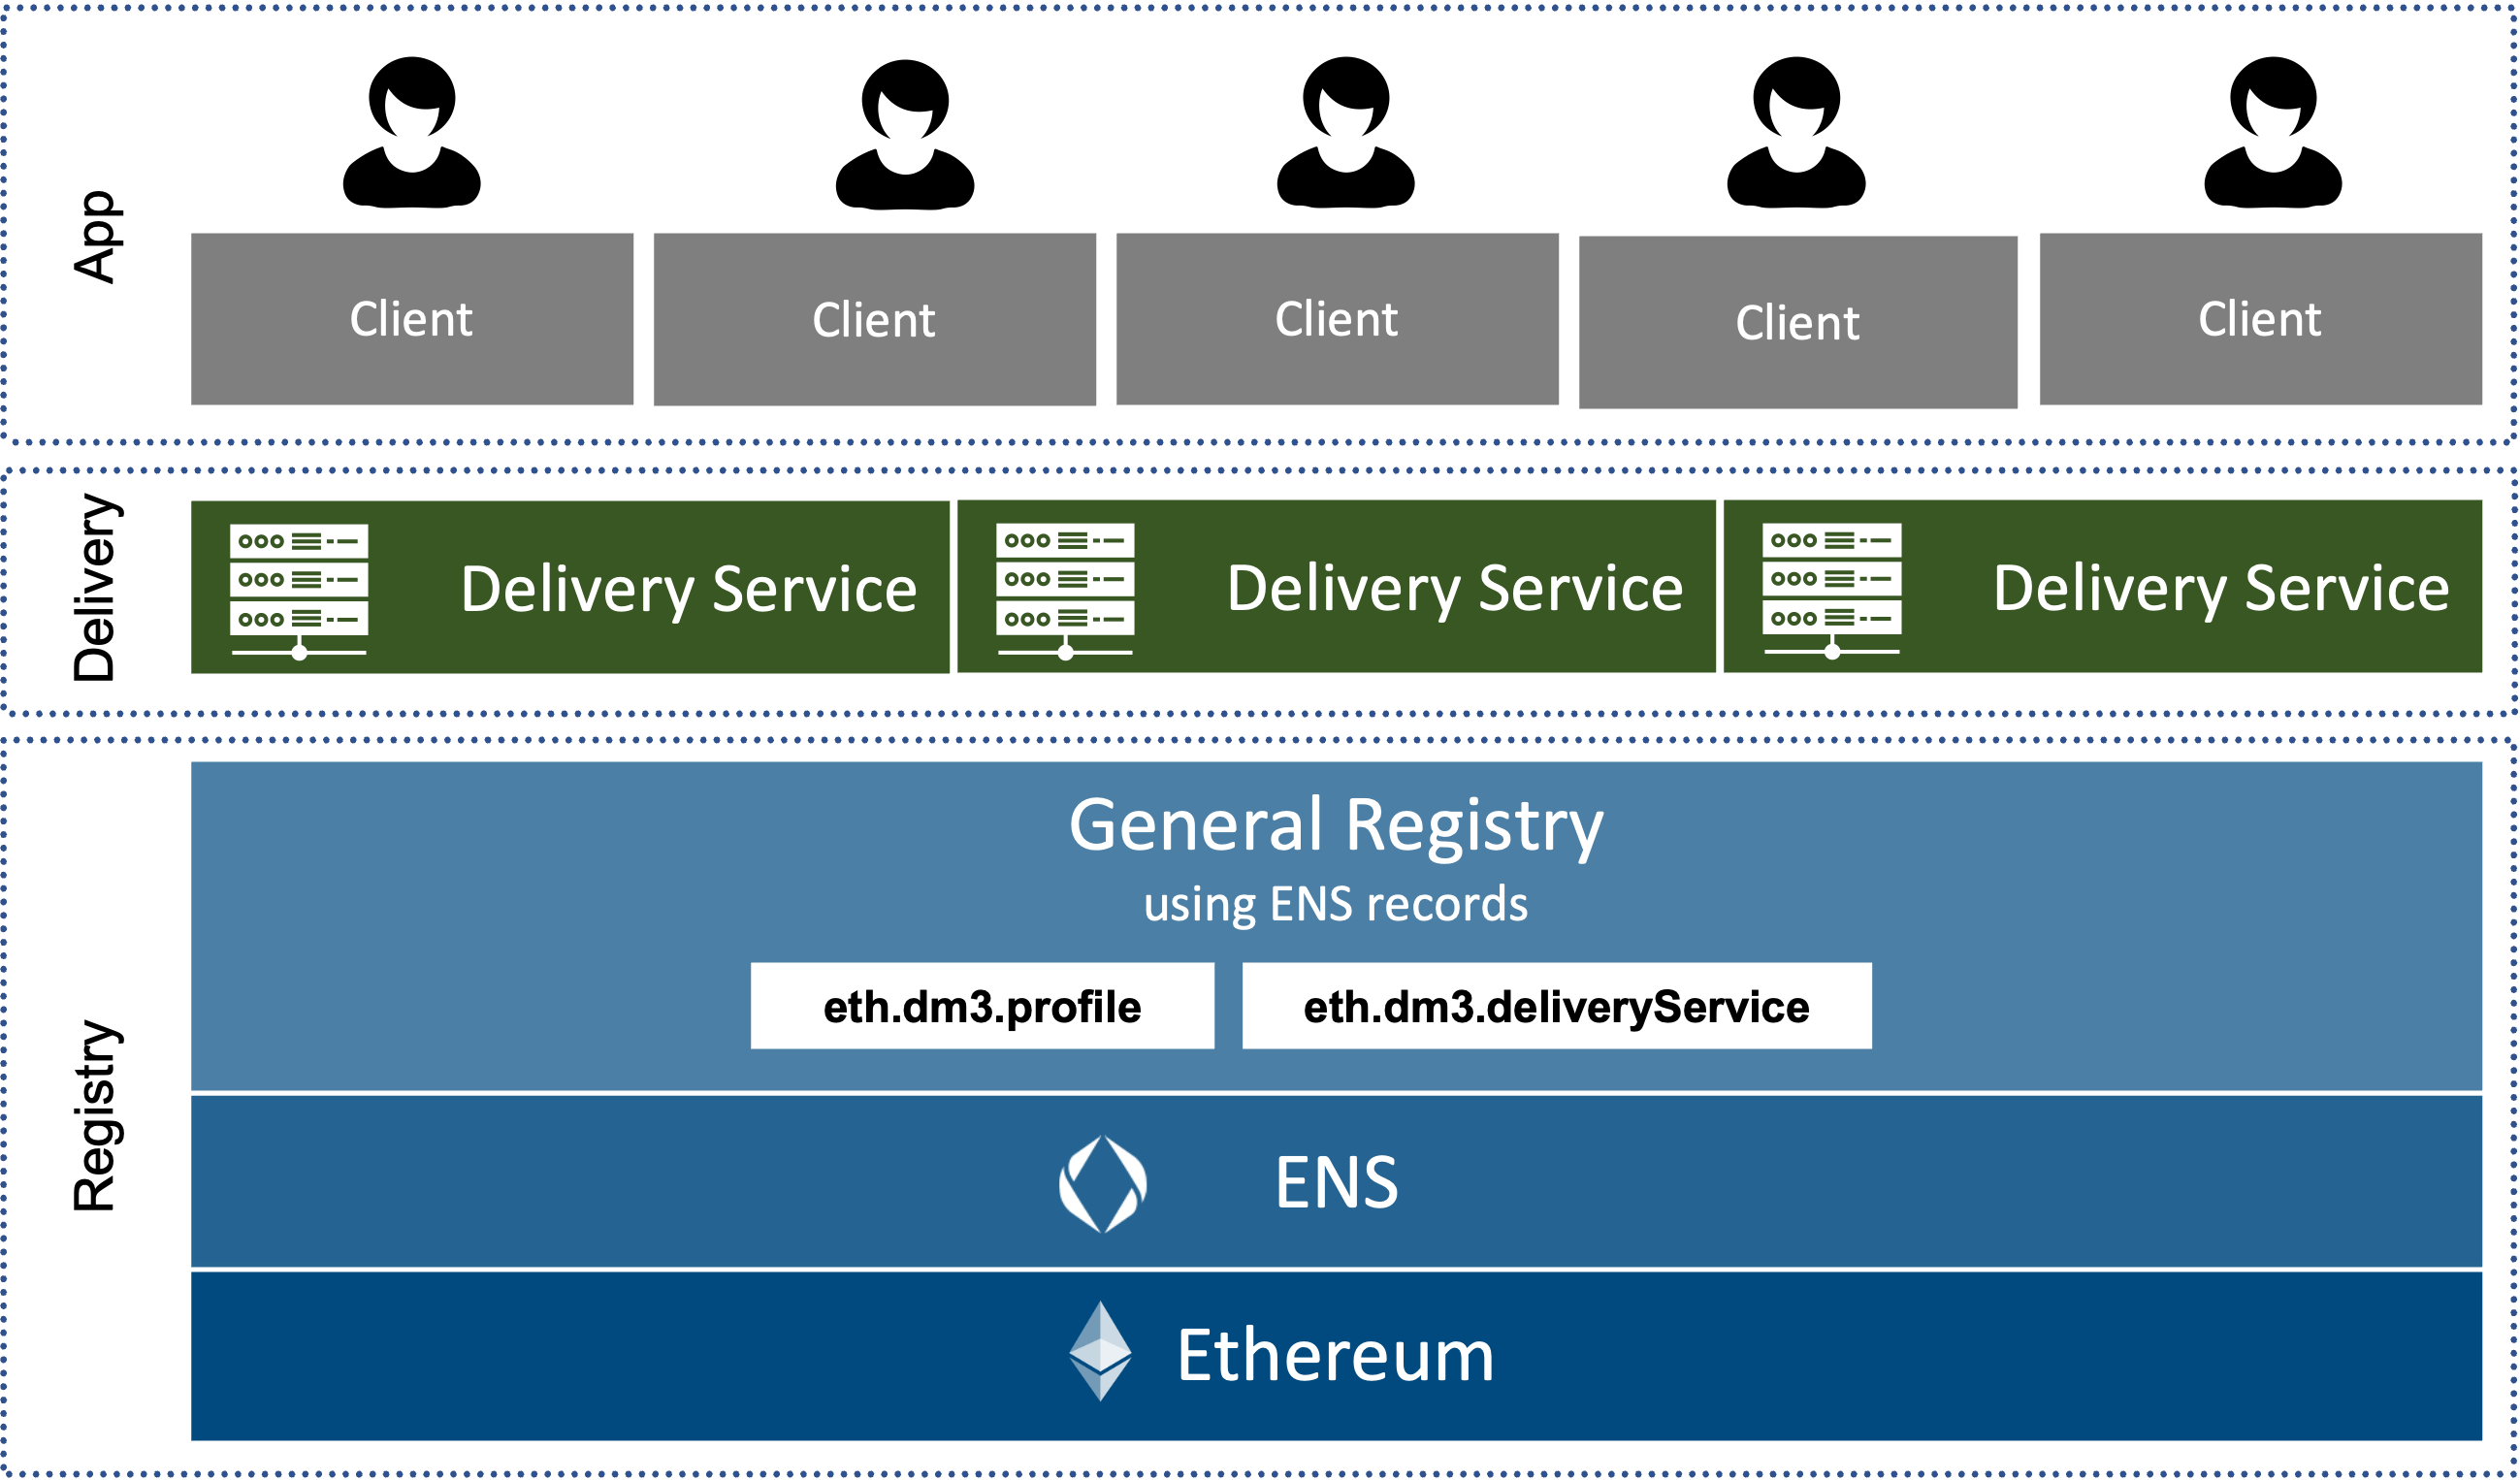 App
Client
Client
Client
Client
Client
Delivery
Delivery Service
Delivery Service
Delivery Service
Registry
General Registry
using ENS records
eth.dm3.profile
eth.dm3.deliveryService
ENS
Ethereum